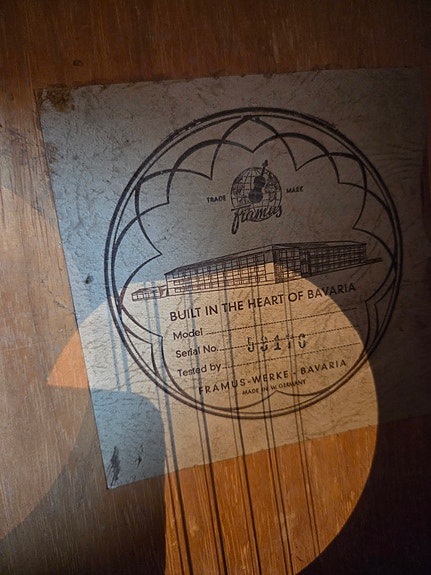 TRADE MARK
Framus
BUILT IN THE HEART OF BAVARIA
Model
Serial No. 53176
Tested by
FRAMUS-WERKE · BAVARIA
MADE IN W. GERMANY